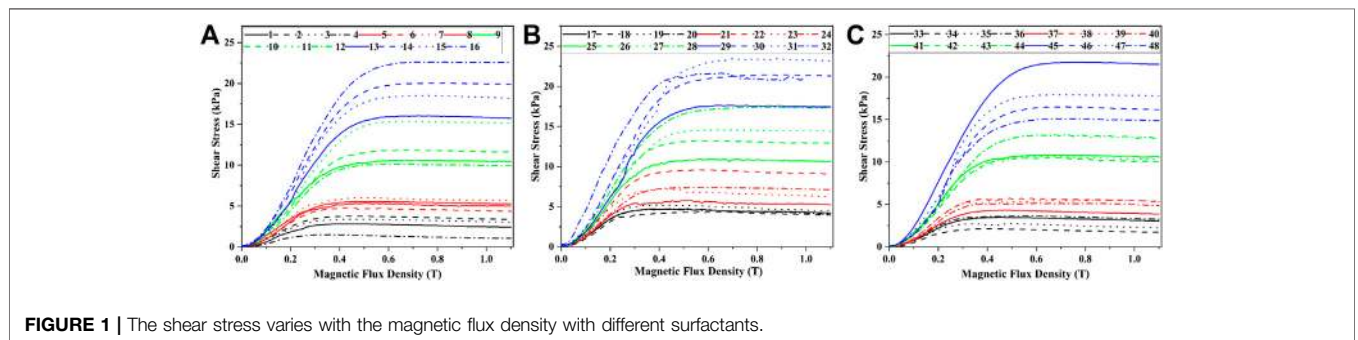 A
1 2 3 4 5 6 7 8 9
10 11 12 13 14 15 16
25
20
15
10
5
0
Shear Stress (kPa)
0.0 0.2 0.4 0.6 0.8 1.0
Magnetic Flux Density (T)
B
17 18 19 20 21 22 23 24
25 26 27 28 29 30 31 32
25
20
15
10
5
0
Shear Stress (kPa)
0.0 0.2 0.4 0.6 0.8 1.0
Magnetic Flux Density (T)
C
33 34 35 36 37 38 39 40
41 42 43 44 45 46 47 48
25
20
15
10
5
0
Shear Stress (kPa)
0.0 0.2 0.4 0.6 0.8 1.0
Magnetic Flux Density (T)
FIGURE 1 | The shear stress varies with the magnetic flux density with different surfactants.